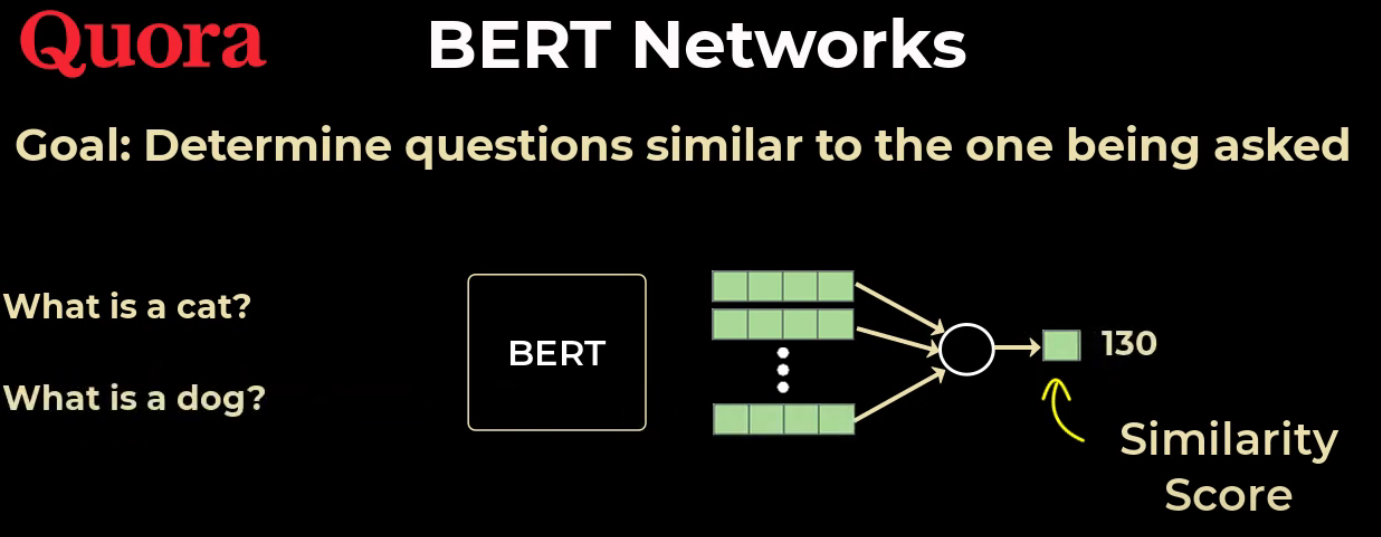 Quora
BERT Networks
Goal: Determine questions similar to the one being asked
What is a cat?
What is a dog?
BERT
130
Similarity
Score